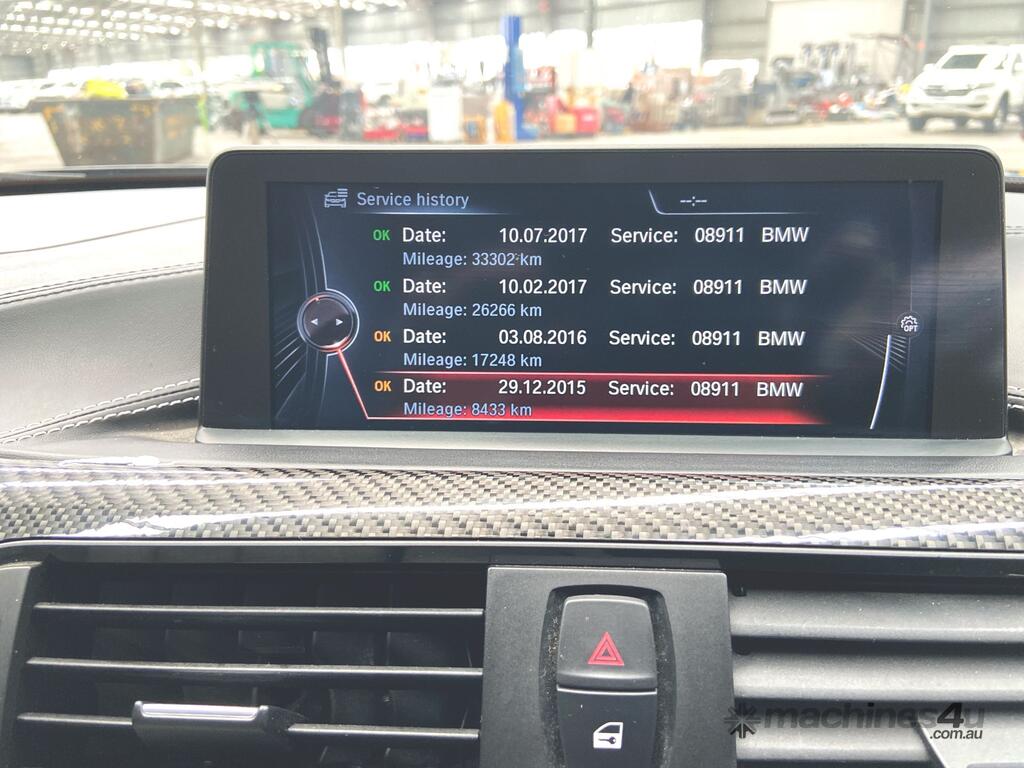 Service history --:--
OK Date: 10.07.2017 Service: 08911 BMW
Mileage: 33302 km
OK Date: 10.02.2017 Service: 08911 BMW
Mileage: 26266 km
OK Date: 03.08.2016 Service: 08911 BMW
Mileage: 17248 km
OK Date: 29.12.2015 Service: 08911 BMW
Mileage: 8433 km
OPT
machines4u
.com.au